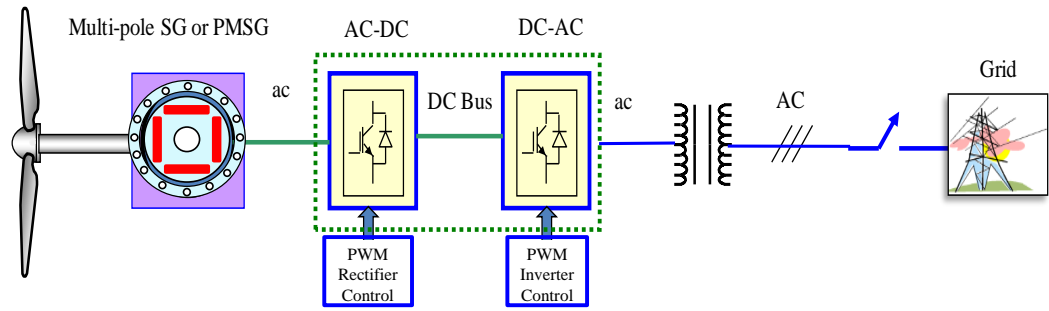 Multi-pole SG or PMSG
AC-DC
DC-AC
Grid
ac
DC Bus
ac
AC
PWM
Rectifier
Control
PWM
Inverter
Control